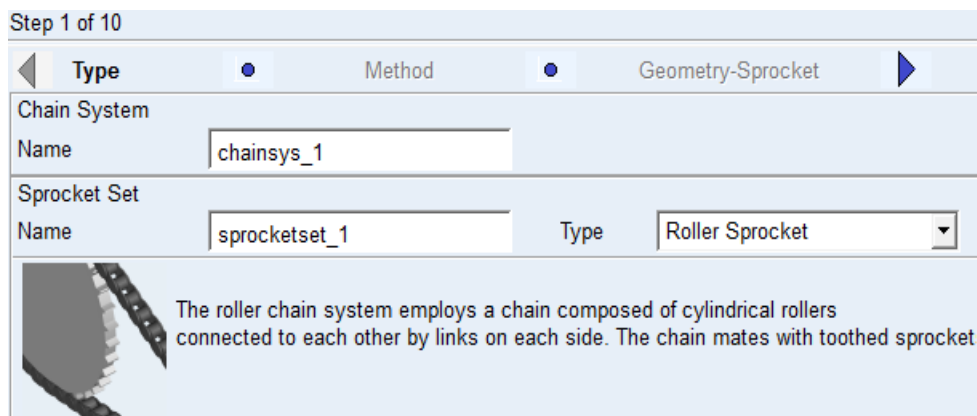 Step 1 of 10
Type Method Geometry-Sprocket
Chain System
Name chainsys_1
Sprocket Set
Name sprocketset_1 Type Roller Sprocket
The roller chain system employs a chain composed of cylindrical rollers
connected to each other by links on each side. The chain mates with toothed sprocket